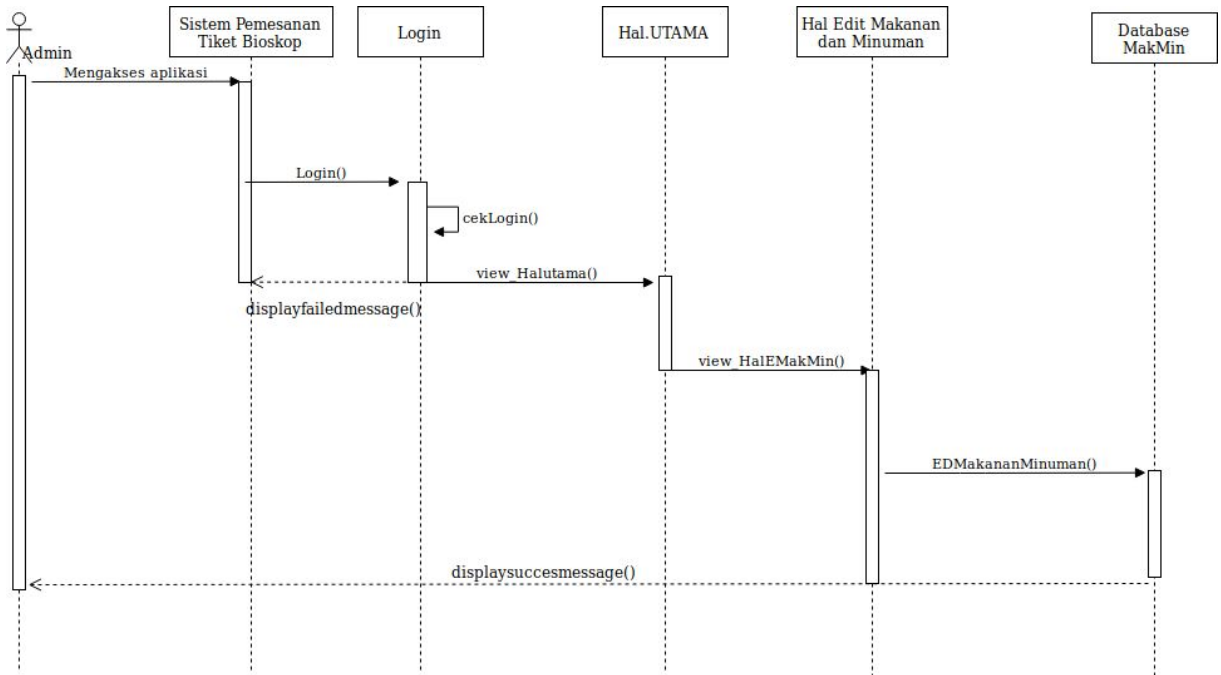 Sistem Pemesanan
Tiket Bioskop
Login
Hal.UTAMA
Hal Edit Makanan
dan Minuman
Database
MakMin
Admin
Mengakses aplikasi
Login()
cekLogin()
view_Halutama()
displayfailedmessage()
view_HalEMakMin()
EDMakananMinuman()
displaysuccesmessage()